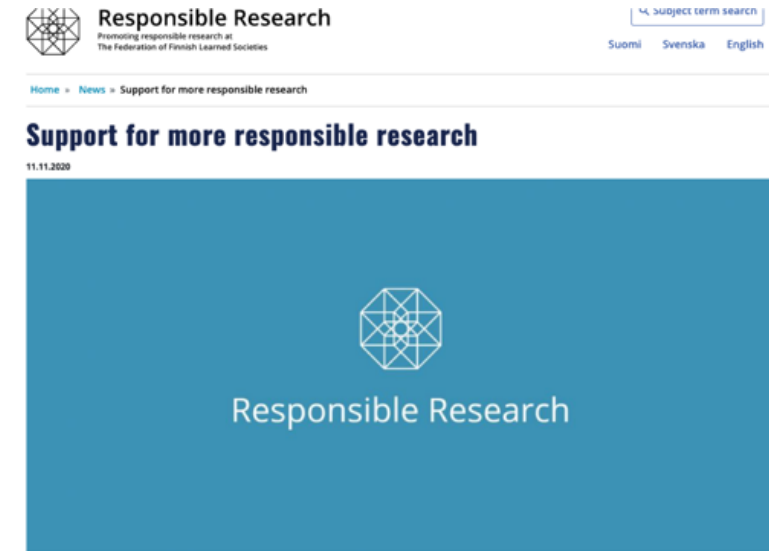 Responsible Research
Promoting responsible research at
The Federation of Finnish Learned Societies
Subject term search
Suomi Svenska English
Home » News » Support for more responsible research
Support for more responsible research
11.11.2020
Responsible Research